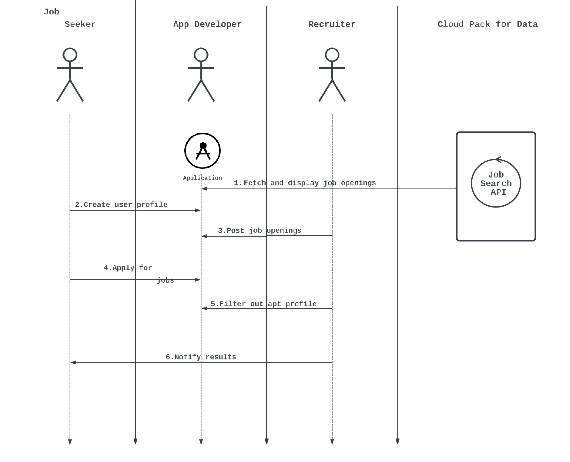 Job
Seeker
App Developer
Recruiter
Cloud Pack for Data
Application
Job
Search
API
1.Fetch and display job openings
2.Create user profile
3.Post job openings
4.Apply for
jobs
5.Filter out apt profile
6.Notify results